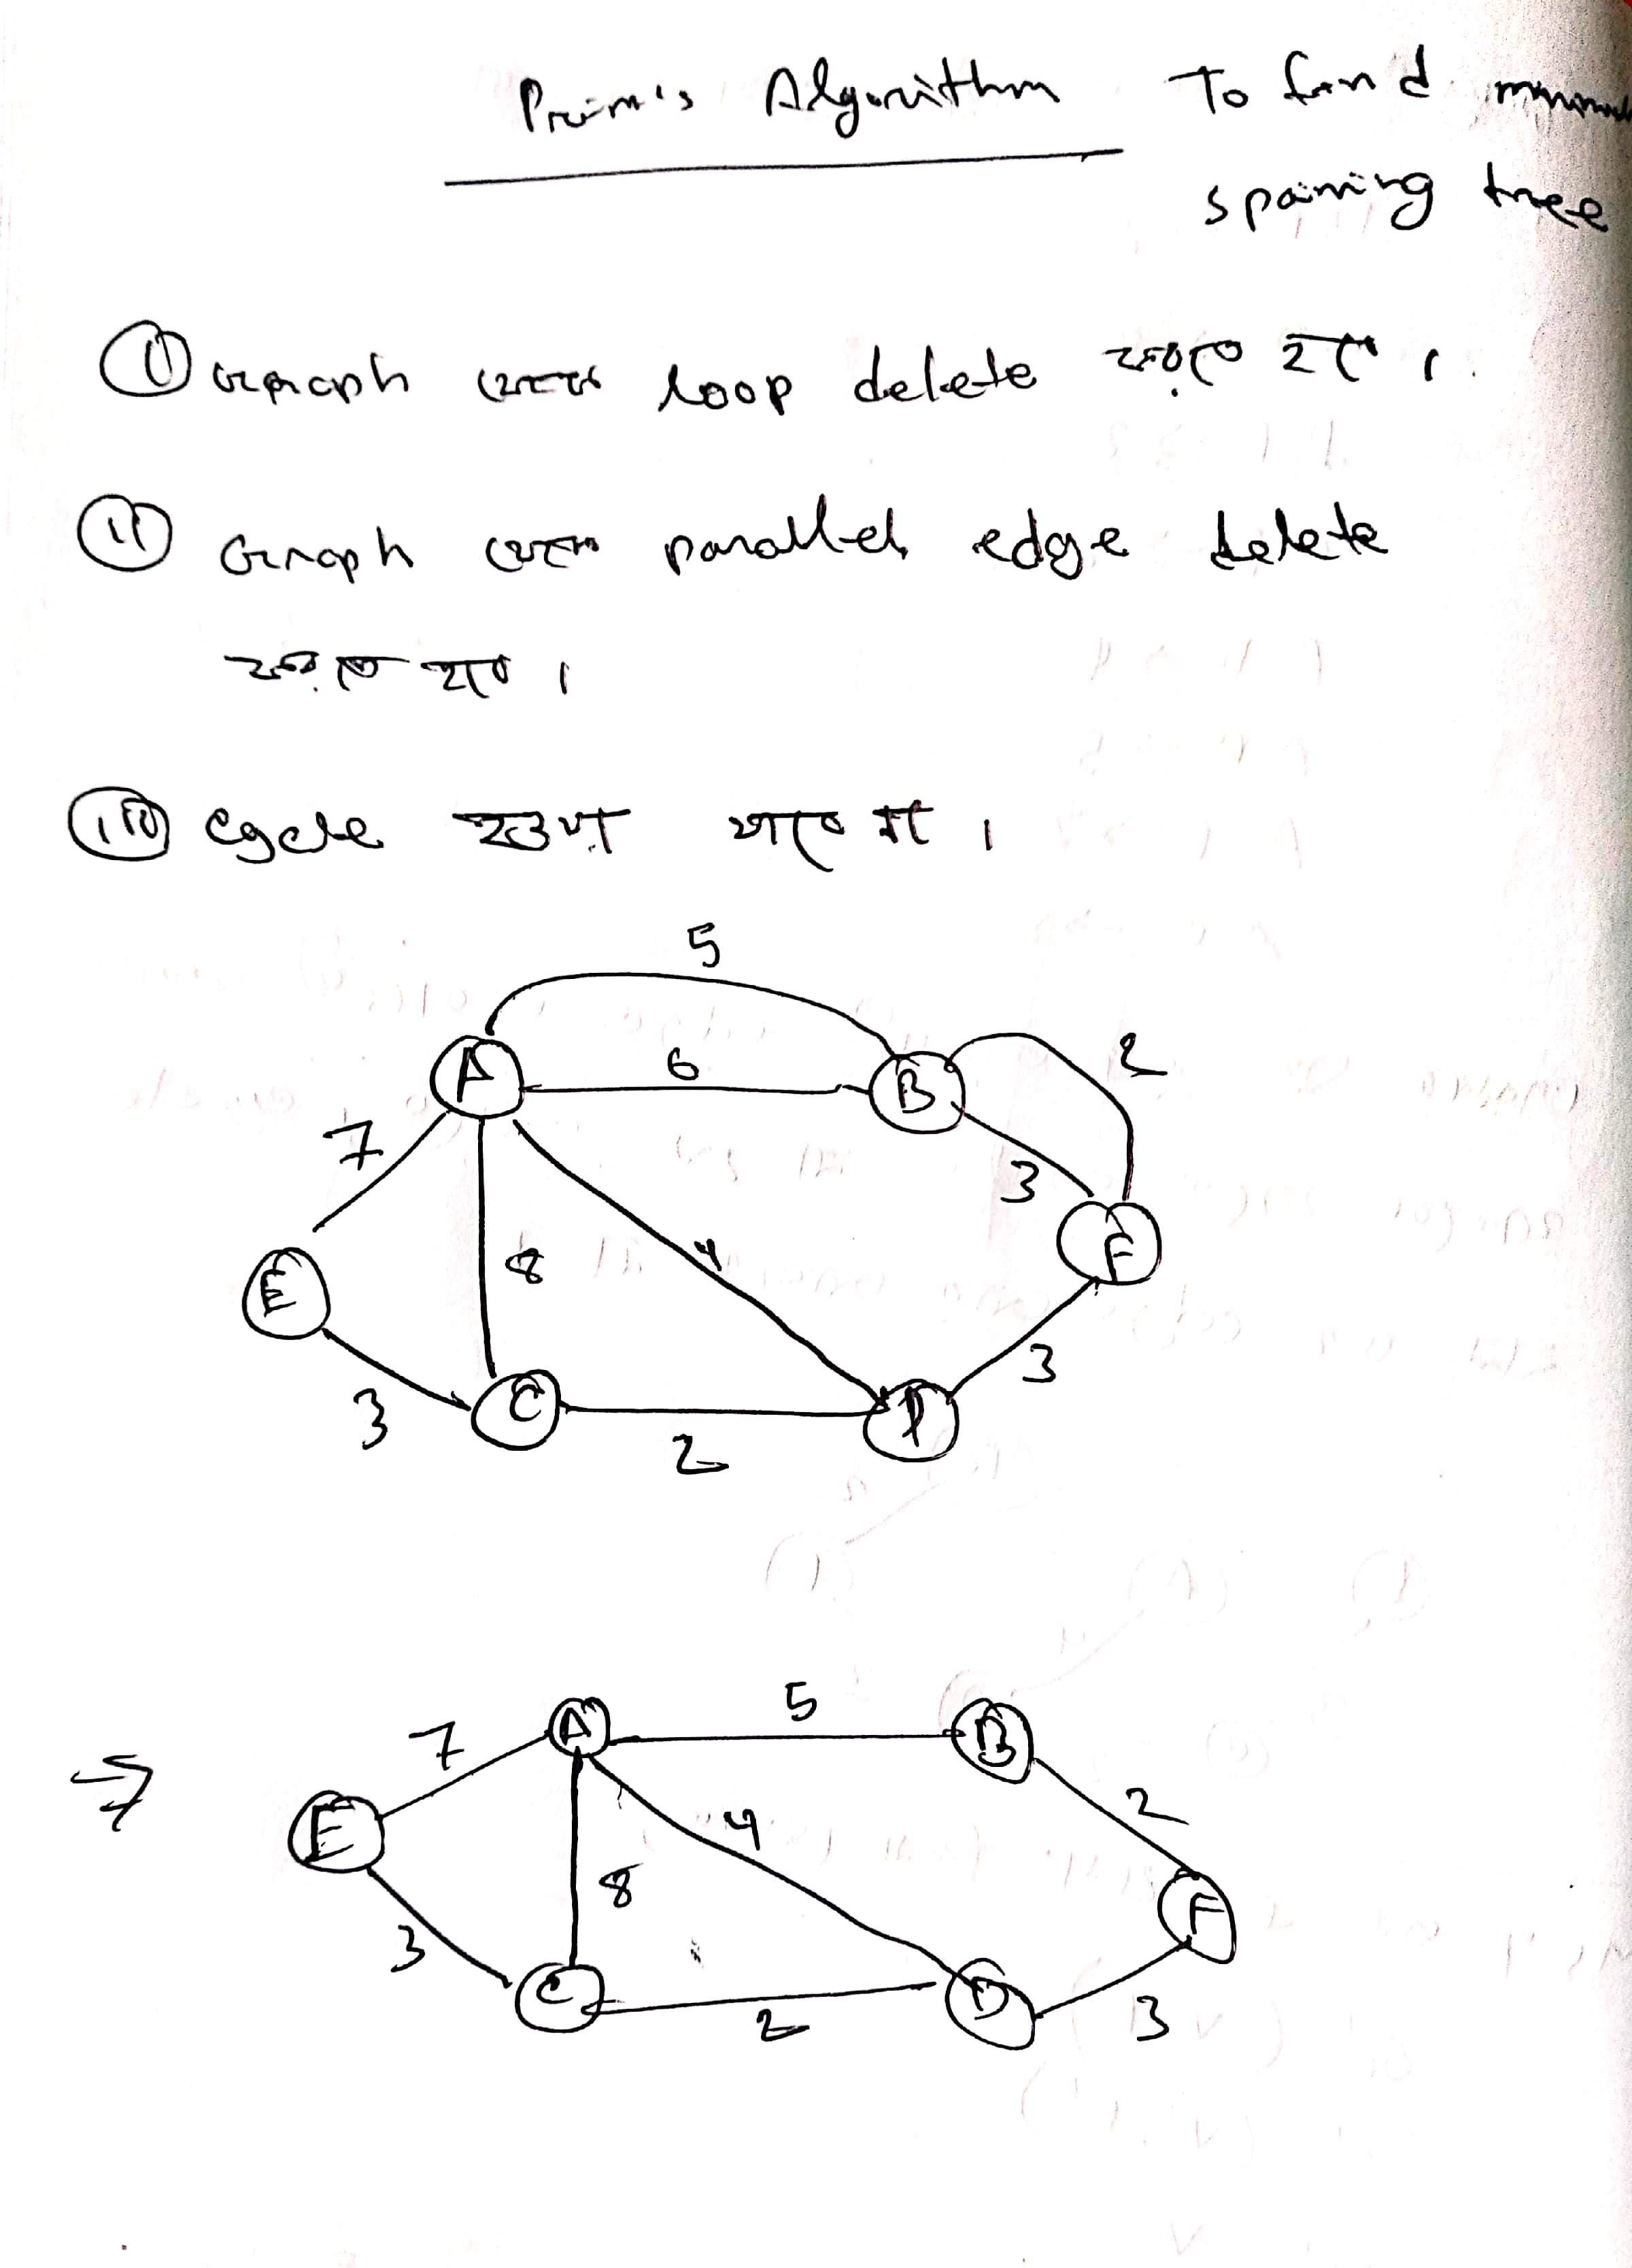 Prim's Algorithm To find
spaning tree
(i) Graph থেকে loop delete করতে হবে ।
(ii) Graph থেকে parallel edge delete
করতে হবে ।
(iii) cycle হওয়া যাবে না ।
5
A 6 B 2
7 3
E 8 4 F
3 C 2 D 3
7 A 5 B
E 4 2
8 F
3 C 2 D 3